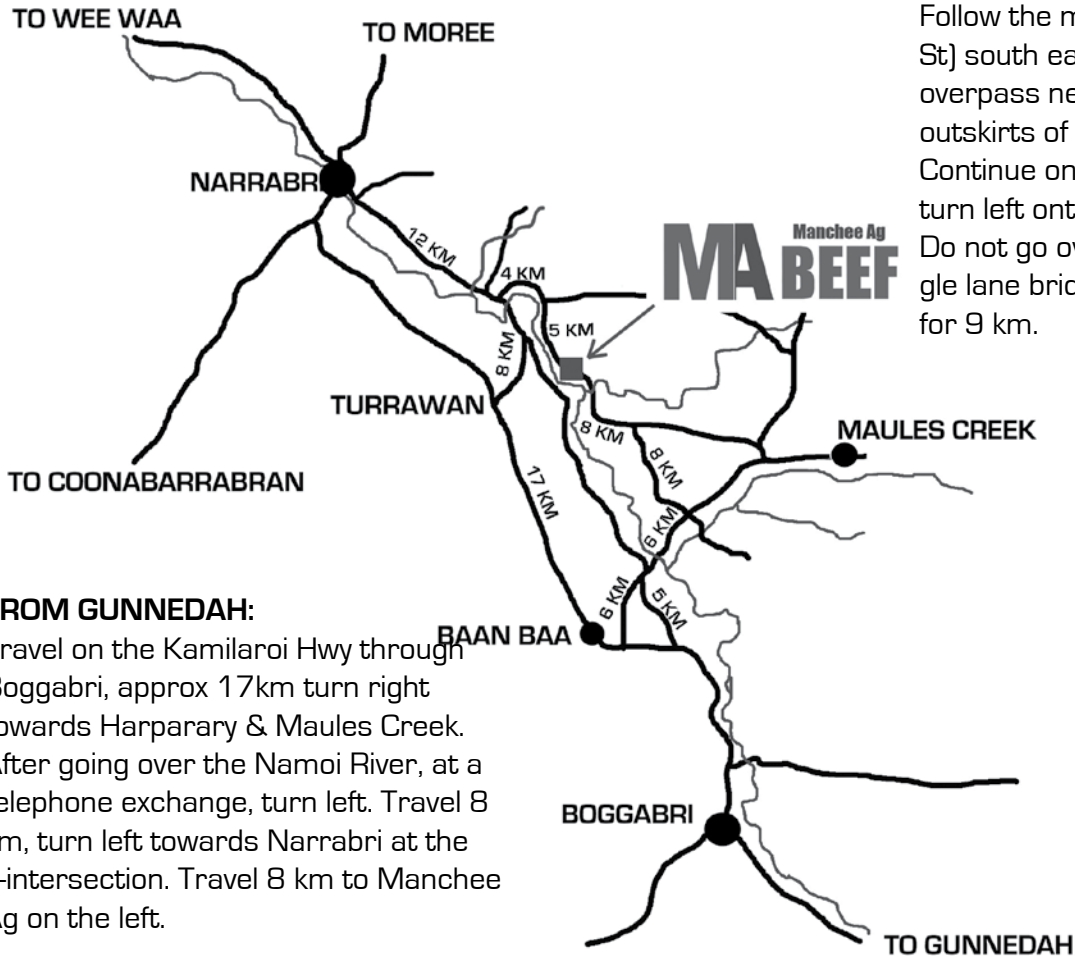 TO WEE WAA
TO MOREE
Follow the m
St) south ea
overpass ne
outskirts of
Continue on
turn left ont
Do not go ov
gle lane brid
for 9 km.
NARRABRI
12 KM
4 KM
MA
Manchee Ag
BEEF
5 KM
8 KM
TURRAWAN
8 KM
MAULES CREEK
8 KM
TO COONABARRABRAN
17 KM
6 KM
6 KM
5 KM
BAAN BAA
ROM GUNNEDAH:
ravel on the Kamilaroi Hwy through
Boggabri, approx 17km turn right
owards Harparary & Maules Creek.
After going over the Namoi River, at a
elephone exchange, turn left. Travel 8
m, turn left towards Narrabri at the
-intersection. Travel 8 km to Manchee
Ag on the left.
BOGGABRI
TO GUNNEDAH